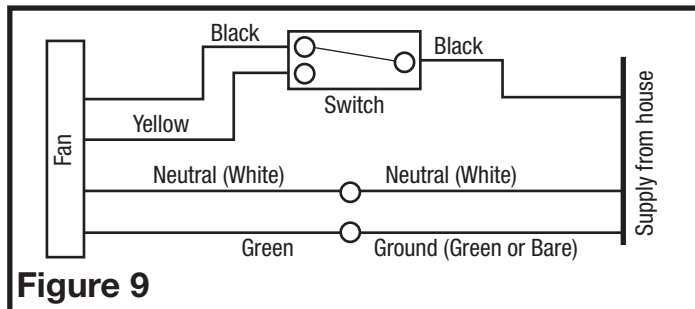 Black
Black
Switch
Yellow
Fan
Neutral (White)
Neutral (White)
Supply from house
Green
Ground (Green or Bare)
Figure 9